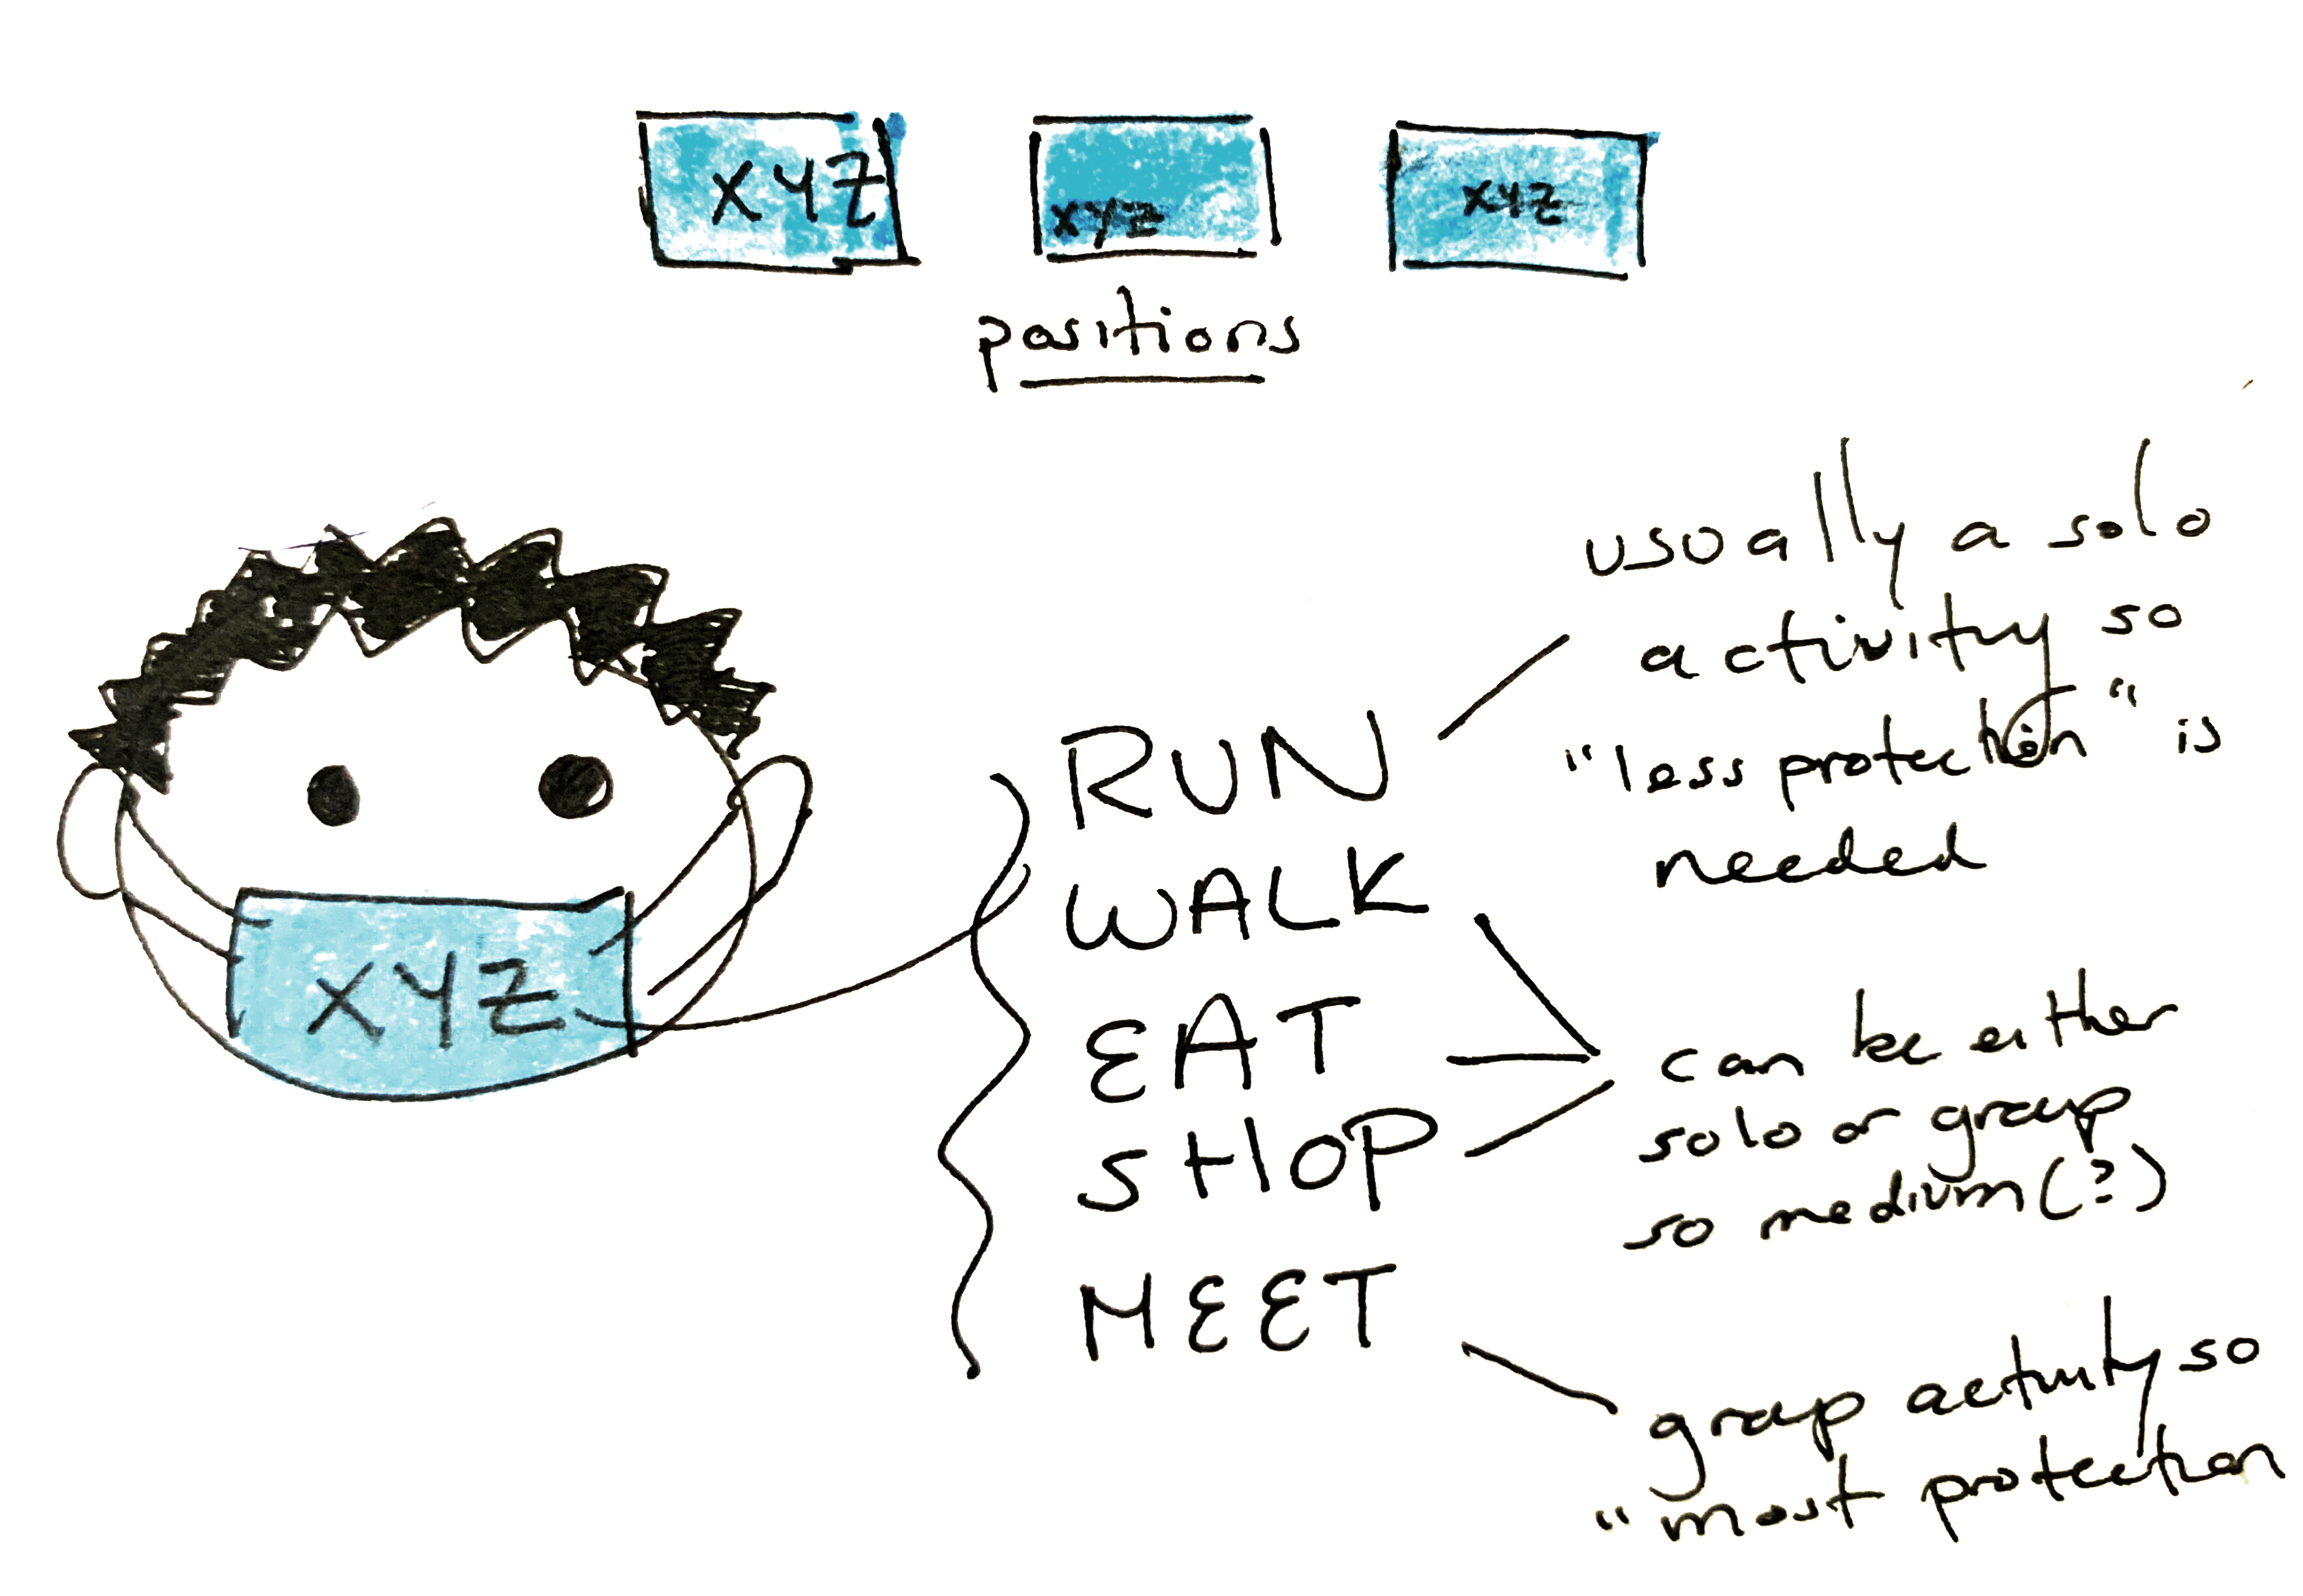 XYZ
XYZ
XYZ
positions
usually a solo
activity so
"less protection" is
needed
RUN
WALK
EAT
SHOP
MEET
XYZ
can be either
solo or group
so medium (?)
group activity so
"most protection